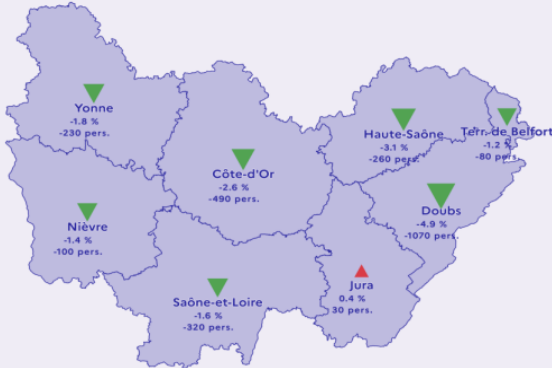 Yonne
-1.8 %
-230 pers.
Haute-Saône
-3.1 %
-260 pers.
Terr. de Belfort
-1.2 %
-80 pers.
Côte-d'Or
-2.6 %
-490 pers.
Doubs
-4.9 %
-1070 pers.
Nièvre
-1.4 %
-100 pers.
Saône-et-Loire
-1.6 %
-320 pers.
Jura
0.4 %
30 pers.